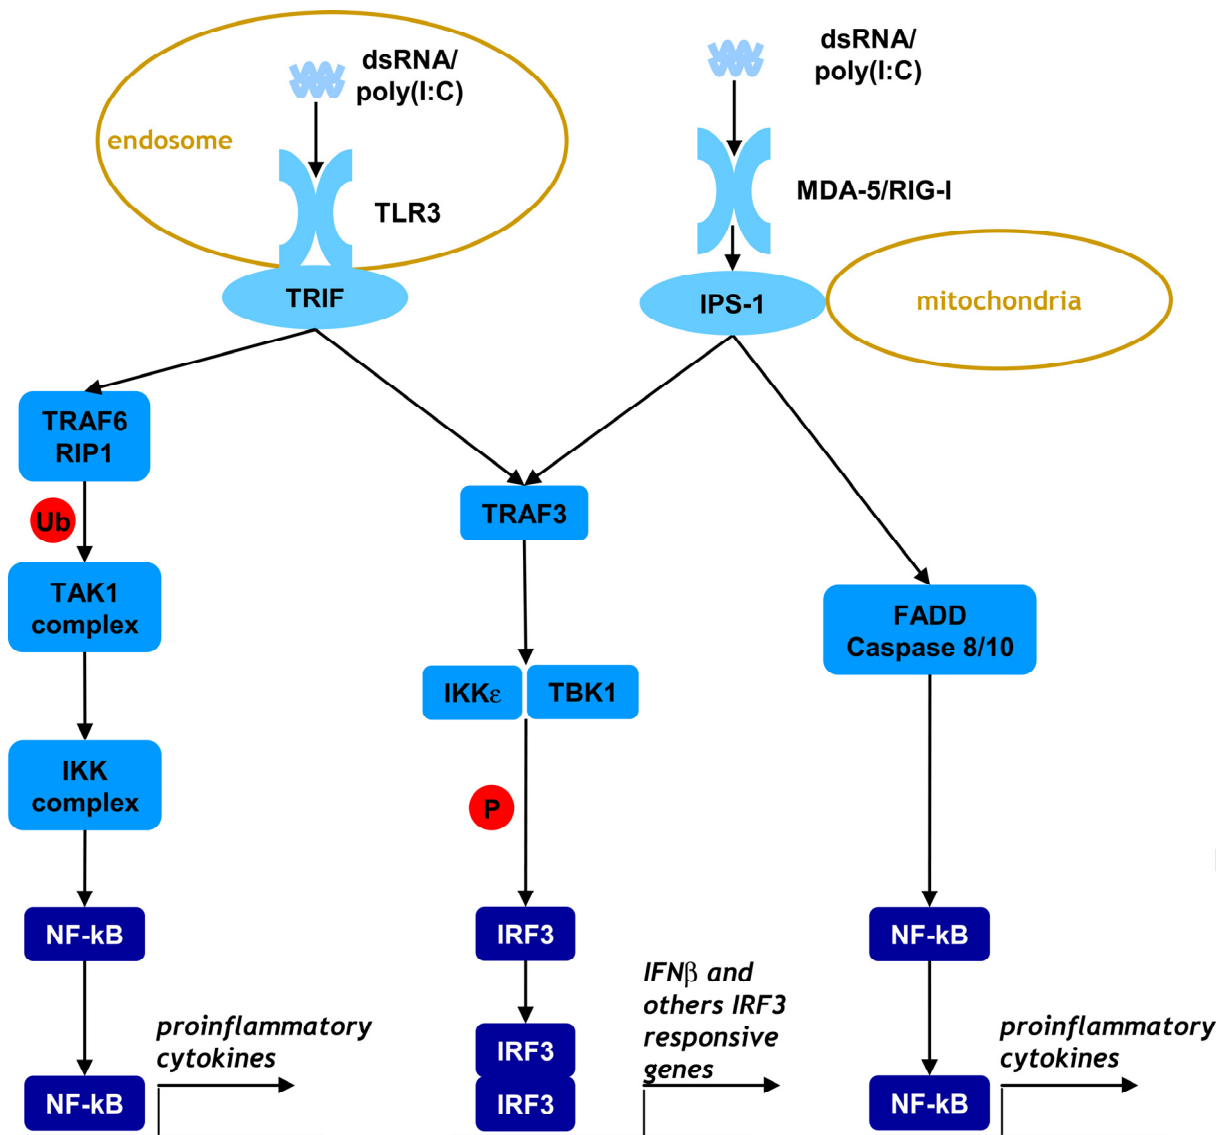 dsRNA/
poly(I:C)
endosome
TLR3
TRIF
dsRNA/
poly(I:C)
MDA-5/RIG-I
IPS-1
mitochondria
TRAF6
RIP1
Ub
TAK1
complex
IKK
complex
NF-kB
NF-kB
proinflammatory
cytokines
TRAF3
IKKε
TBK1
P
IRF3
IRF3
IRF3
IFNβ and
others IRF3
responsive
genes
FADD
Caspase 8/10
NF-kB
NF-kB
proinflammatory
cytokines